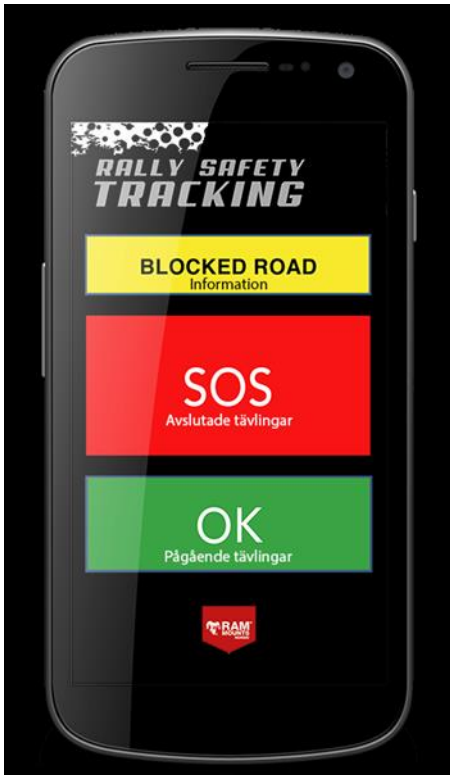 RALLY SAFETY
TRACKING
BLOCKED ROAD
Information
SOS
Avslutade tävlingar
OK
Pågående tävlingar
RAM
MOUNTS